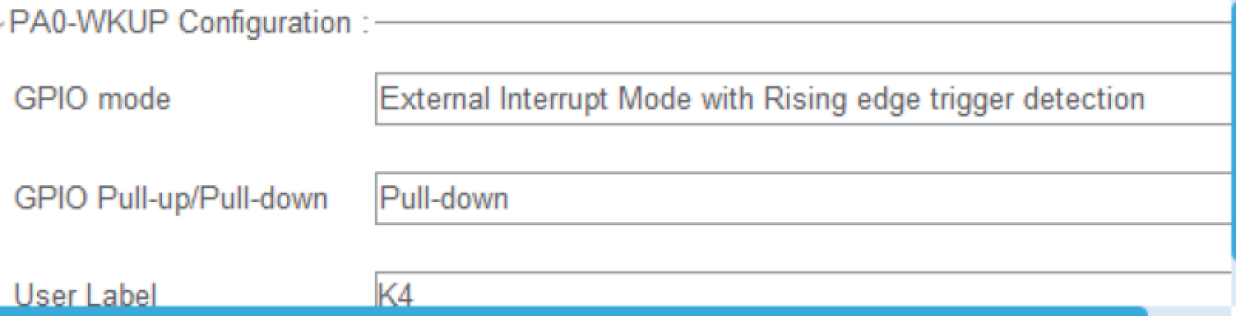 PA0-WKUP Configuration :
GPIO mode External Interrupt Mode with Rising edge trigger detection
GPIO Pull-up/Pull-down Pull-down
User Label K4